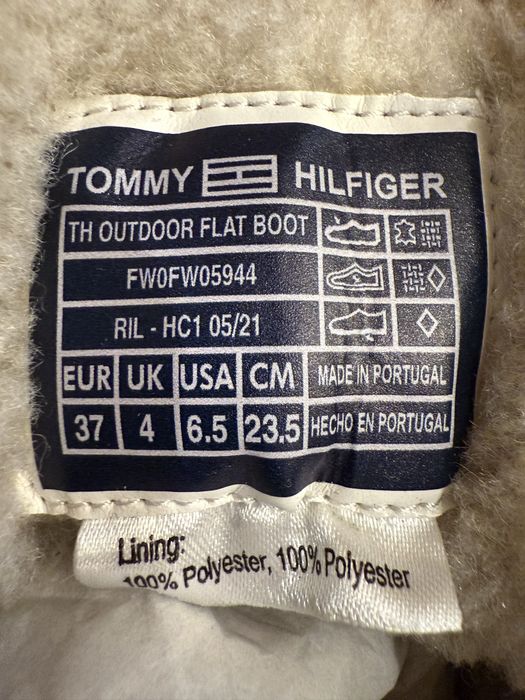 TOMMY HILFIGER
TH OUTDOOR FLAT BOOT
FW0FW05944
RIL - HC1 05/21
EUR UK USA CM MADE IN PORTUGAL
37 4 6.5 23.5 HECHO EN PORTUGAL
Lining:
100% Polyester, 100% Polyester